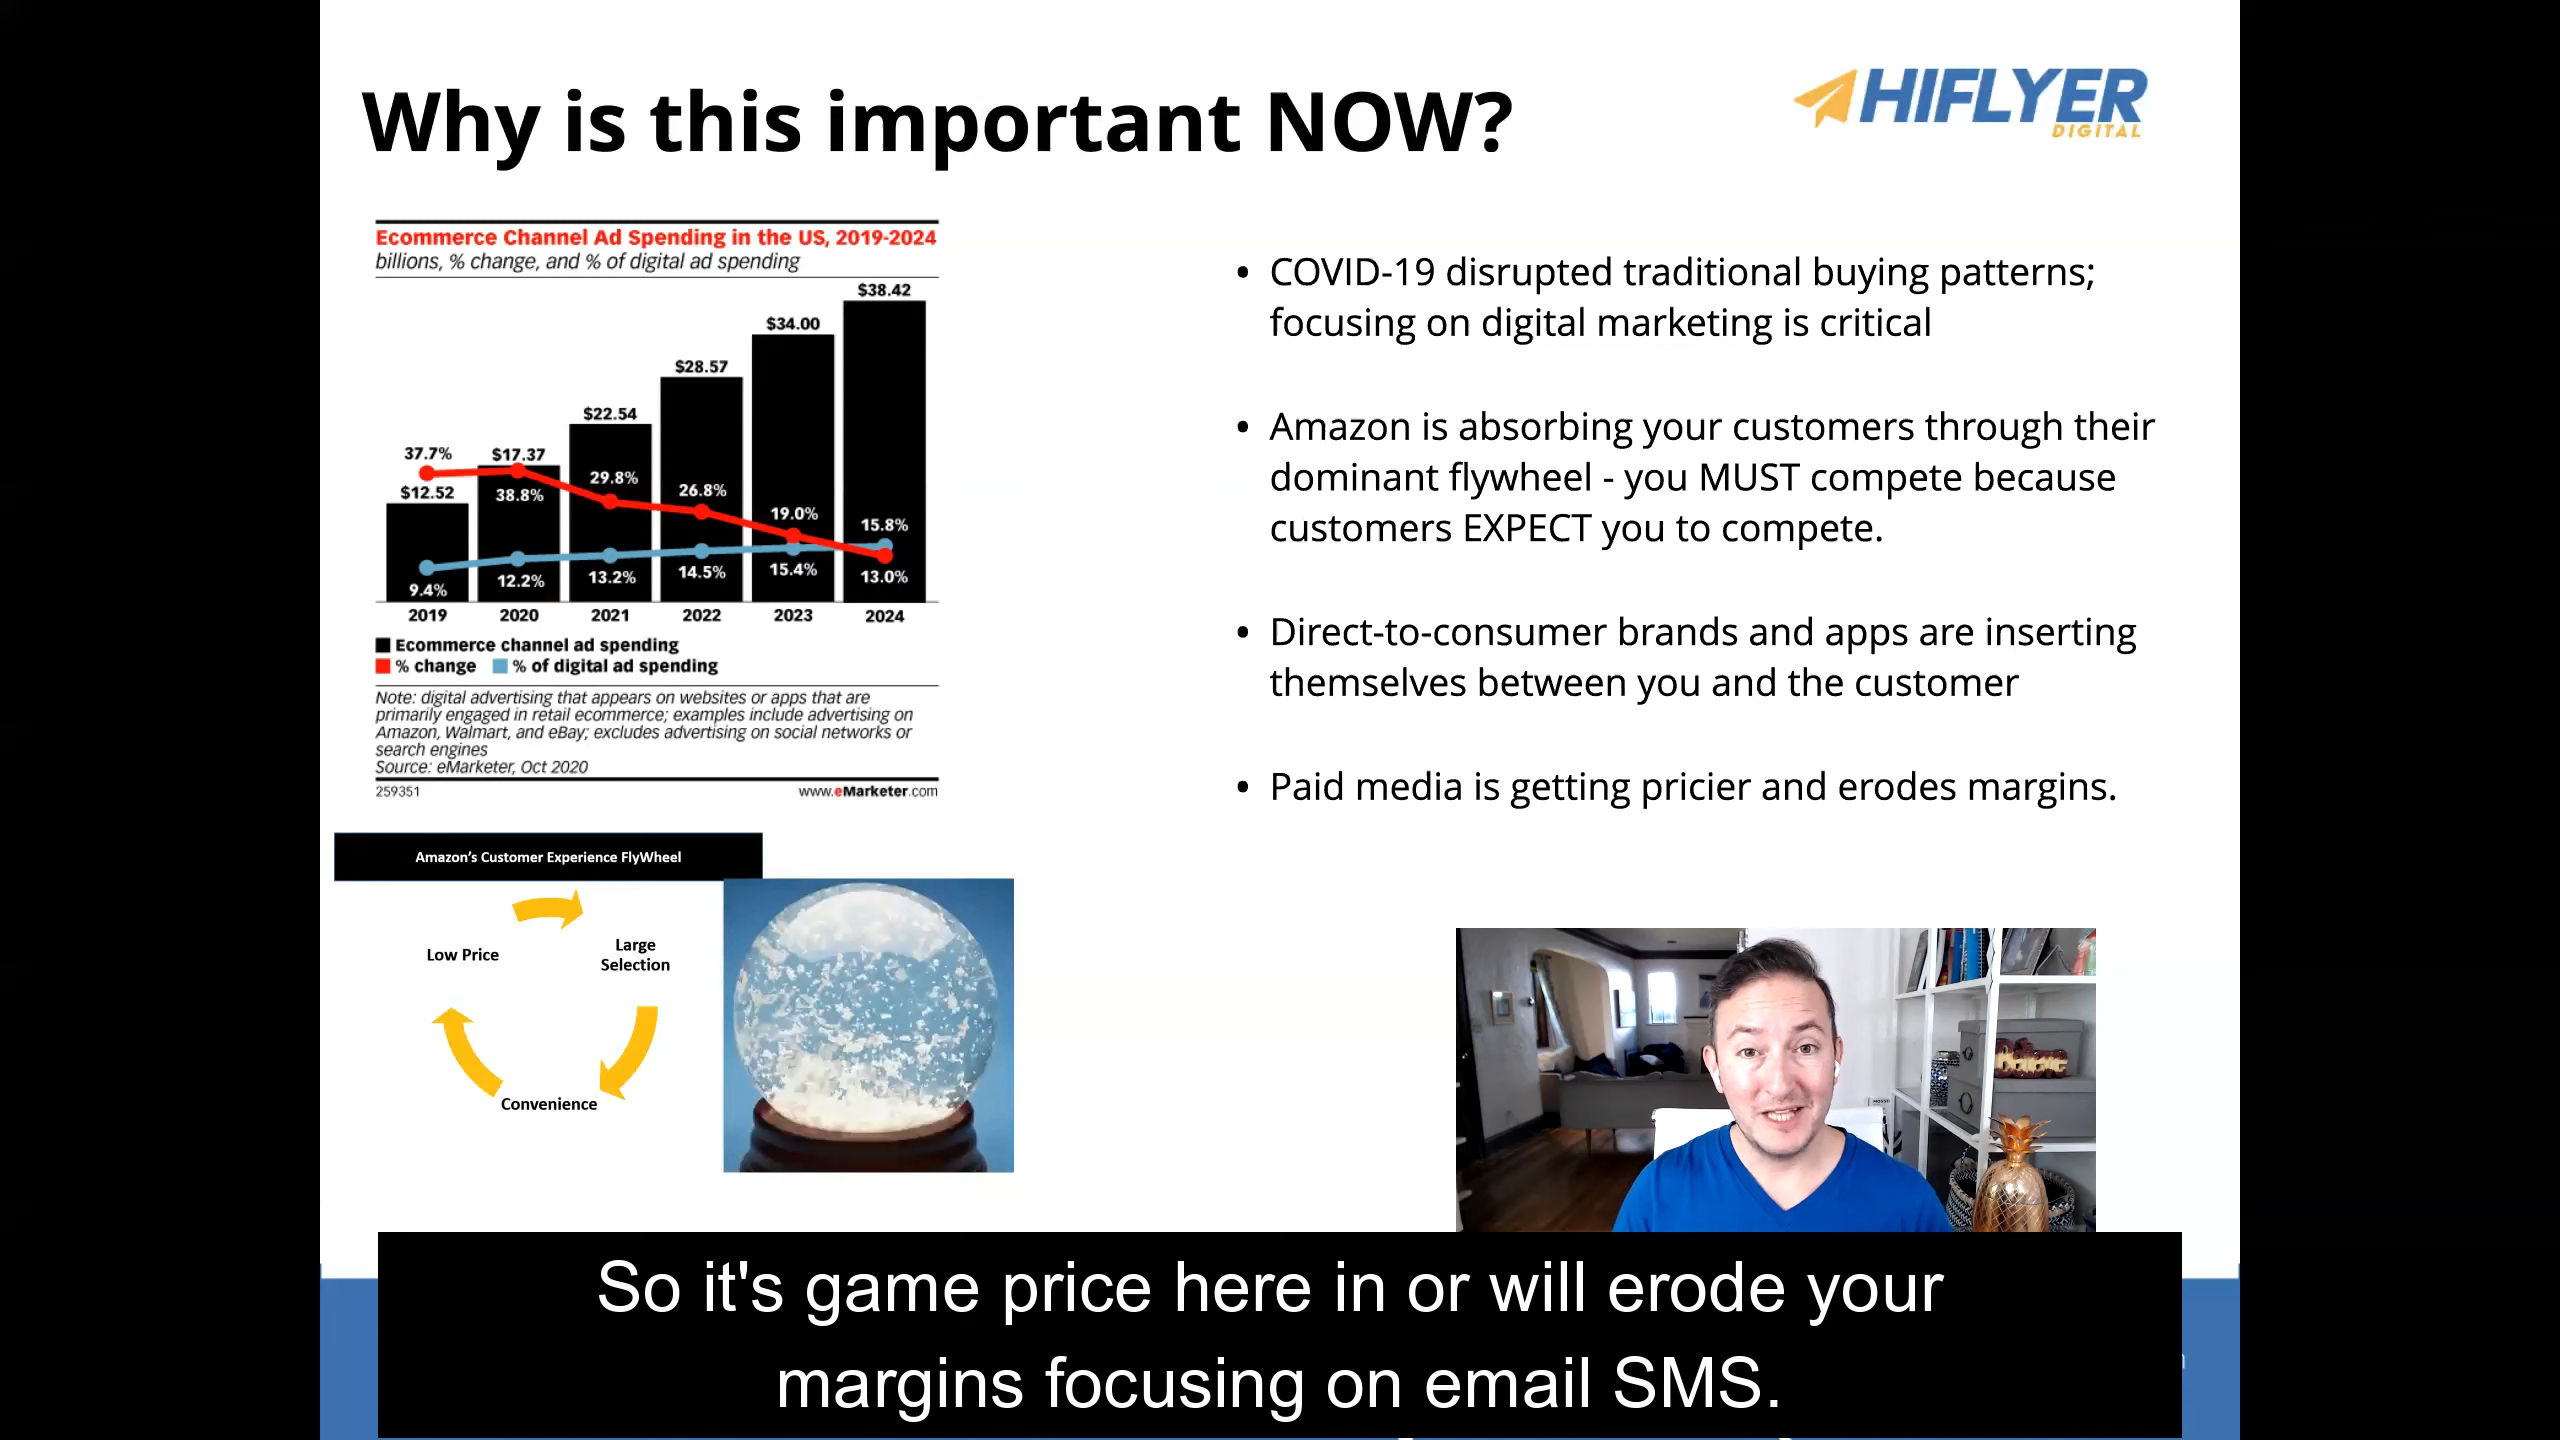 Why is this important NOW?
HIFLYER
DIGITAL
Ecommerce Channel Ad Spending in the US, 2019-2024
billions, % change, and % of digital ad spending
$38.42
$34.00
$28.57
$22.54
37.7%
$17.37
$12.52
38.8%
29.8%
26.8%
19.0%
15.8%
9.4%
12.2%
13.2%
14.5%
15.4%
13.0%
2019 2020 2021 2022 2023 2024
Ecommerce channel ad spending
% change % of digital ad spending
Note: digital advertising that appears on websites or apps that are
primarily engaged in retail ecommerce; examples include advertising on
Amazon, Walmart, and eBay; excludes advertising on social networks or
search engines
Source: eMarketer, Oct 2020
259351 www.eMarketer.com
• COVID-19 disrupted traditional buying patterns;
focusing on digital marketing is critical
• Amazon is absorbing your customers through their
dominant flywheel - you MUST compete because
customers EXPECT you to compete.
• Direct-to-consumer brands and apps are inserting
themselves between you and the customer
• Paid media is getting pricier and erodes margins.
Amazon's Customer Experience FlyWheel
Low Price
Large
Selection
Convenience
So it's game price here in or will erode your
margins focusing on email SMS.